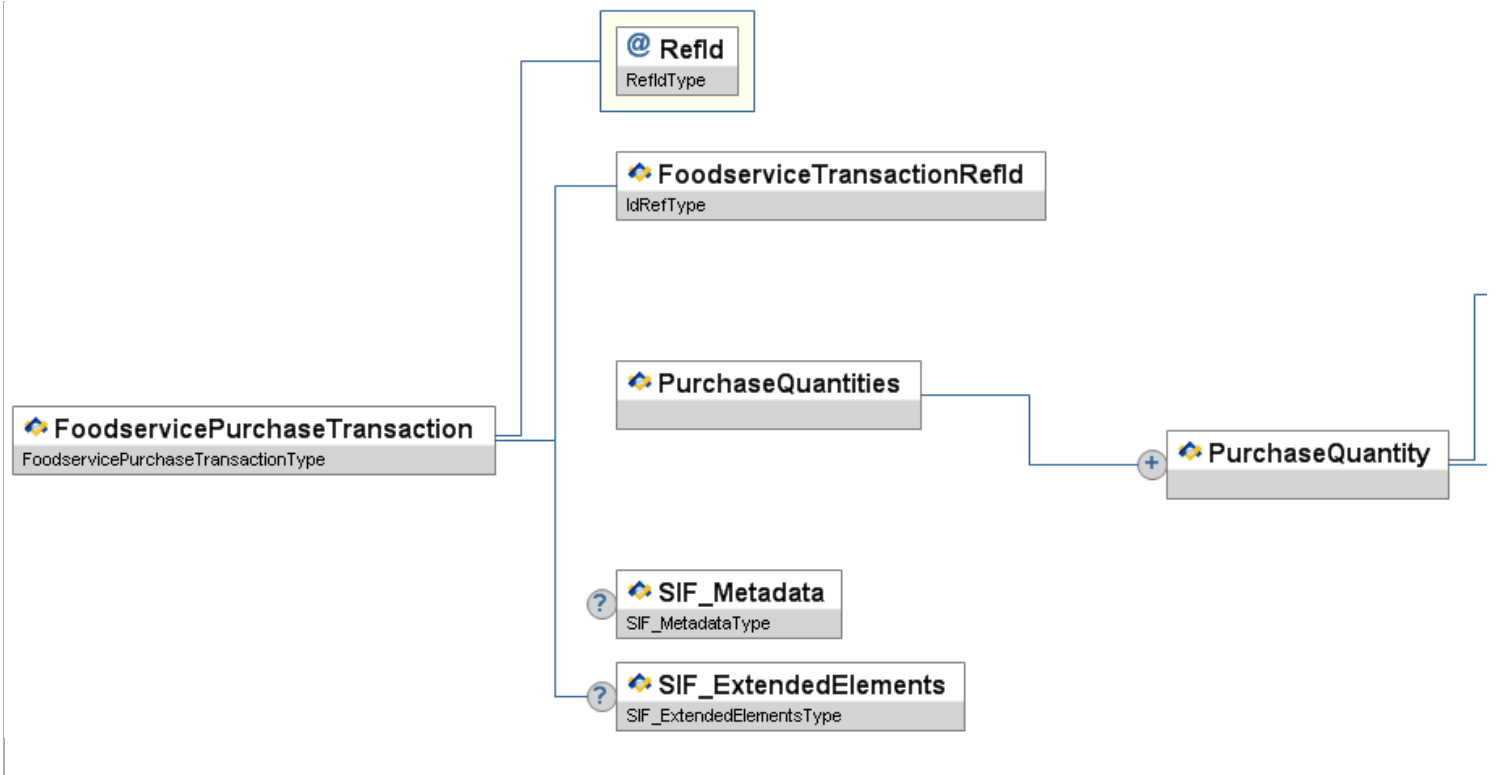 @ RefId
RefIdType
FoodserviceTransactionRefId
IdRefType
PurchaseQuantities
FoodservicePurchaseTransaction
FoodservicePurchaseTransactionType
+
PurchaseQuantity
?
SIF_Metadata
SIF_MetadataType
?
SIF_ExtendedElements
SIF_ExtendedElementsType